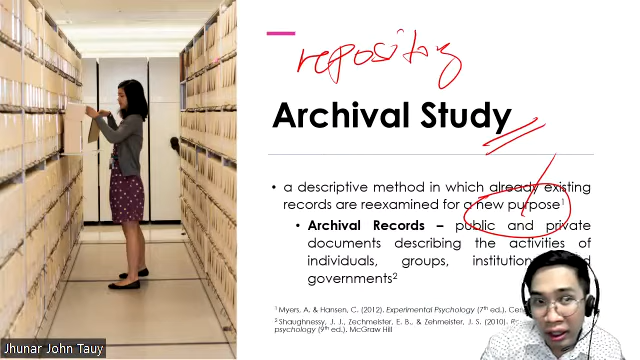 repository
Archival Study
• a descriptive method in which already existing
records are reexamined for a new purpose¹
• Archival Records – public and private
documents describing the activities of
individuals, groups, institutions
governments²
¹ Myers, A. & Hansen, C. (2012). Experimental Psychology (7th ed.).
² Shaughnessy, J. J., Zechmeister, E. B., & Zehmeister, J. S. (2010).
psychology (9th ed.). McGraw Hill
Jhunar John Tauy